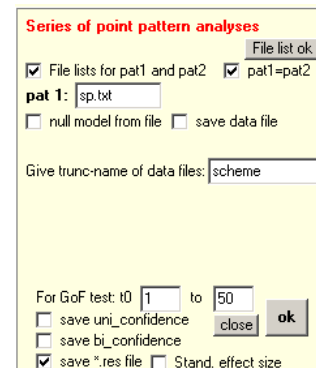 Series of point pattern analyses
File list ok
File lists for pat1 and pat2 pat1=pat2
pat 1: sp.txt
null model from file save data file
Give trunc-name of data files: scheme
For GoF test: t0 1 to 50
save uni_confidence
close ok
save bi_confidence
save *.res file Stand. effect size